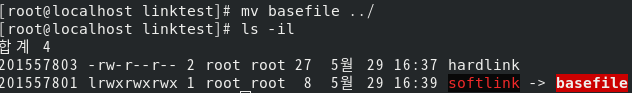 [root@localhost linktest]# mv basefile ../
[root@localhost linktest]# ls -il
합계 4
201557803 -rw-r--r-- 2 root root 27  5월 29 16:37 hardlink
201557801 lrwxrwxrwx 1 root root  8  5월 29 16:39 softlink -> basefile